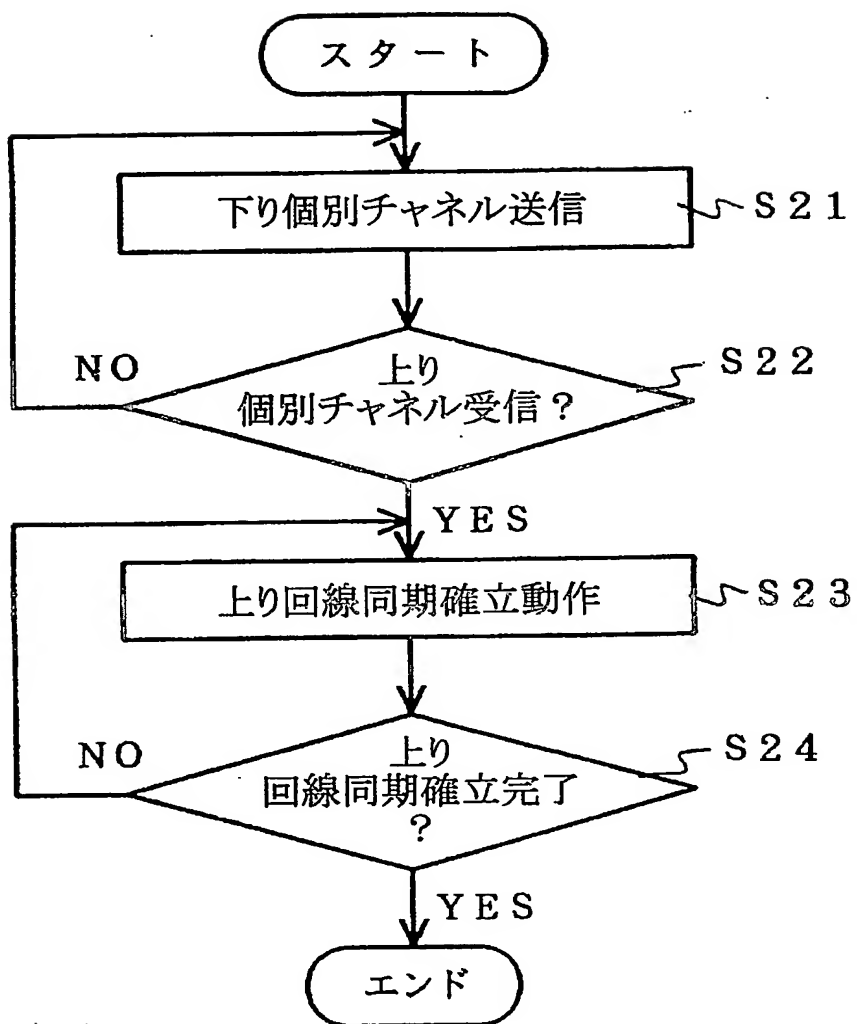 スタート
下り個別チャネル送信
S21
上り
個別チャネル受信?
S22
NO
YES
上り回線同期確立動作
S23
上り
回線同期確立完了
?
S24
NO
YES
エンド